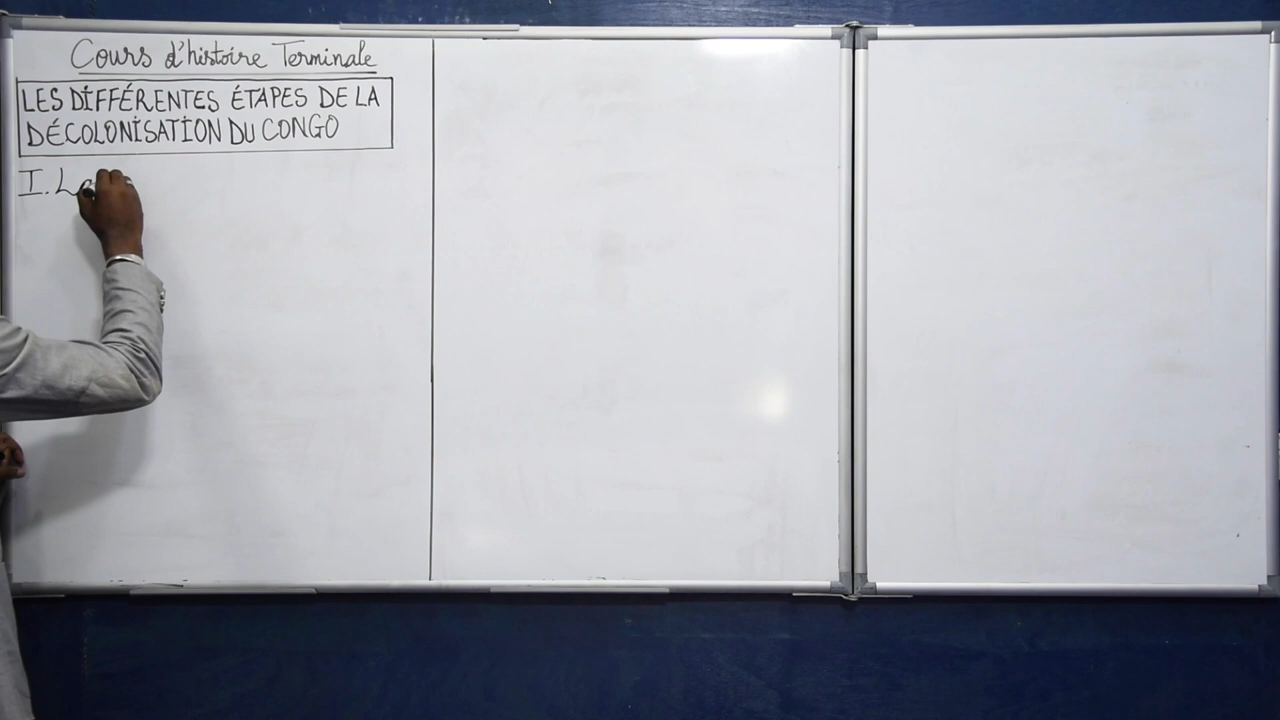 Cours d'histoire Terminale
LES DIFFÉRENTES ÉTAPES DE LA
DÉCOLONISATION DU CONGO
I.